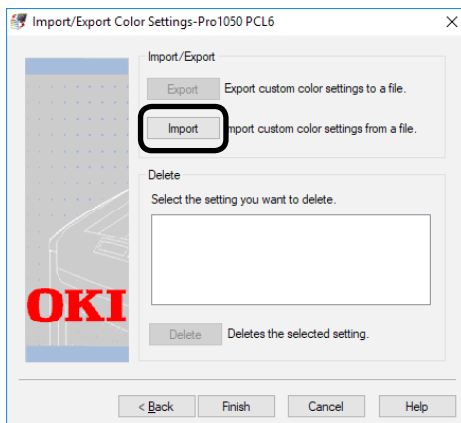 Import/Export Color Settings-Pro1050 PCL6
Import/Export
Export Export custom color settings to a file.
Import Import custom color settings from a file.
Delete
Select the setting you want to delete.
OKI
Delete Deletes the selected setting.
< Back Finish Cancel Help